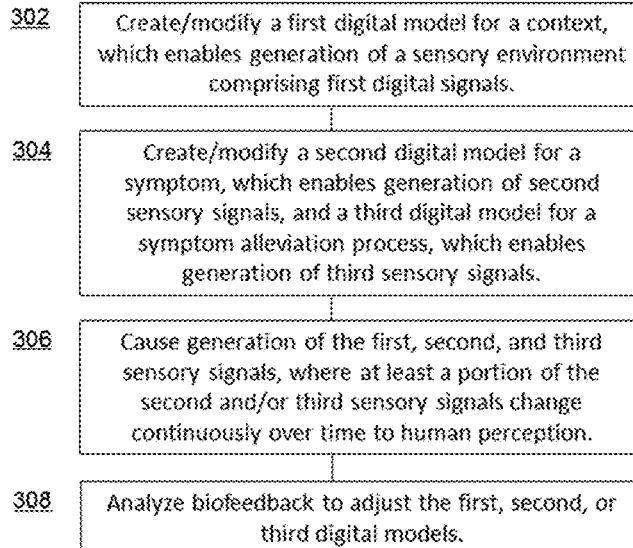 302
Create/modify a first digital model for a context,
which enables generation of a sensory environment
comprising first digital signals.
304
Create/modify a second digital model for a
symptom, which enables generation of second
sensory signals, and a third digital model for a
symptom alleviation process, which enables
generation of third sensory signals.
306
Cause generation of the first, second, and third
sensory signals, where at least a portion of the
second and/or third sensory signals change
continuously over time to human perception.
308
Analyze biofeedback to adjust the first, second, or
third digital models.